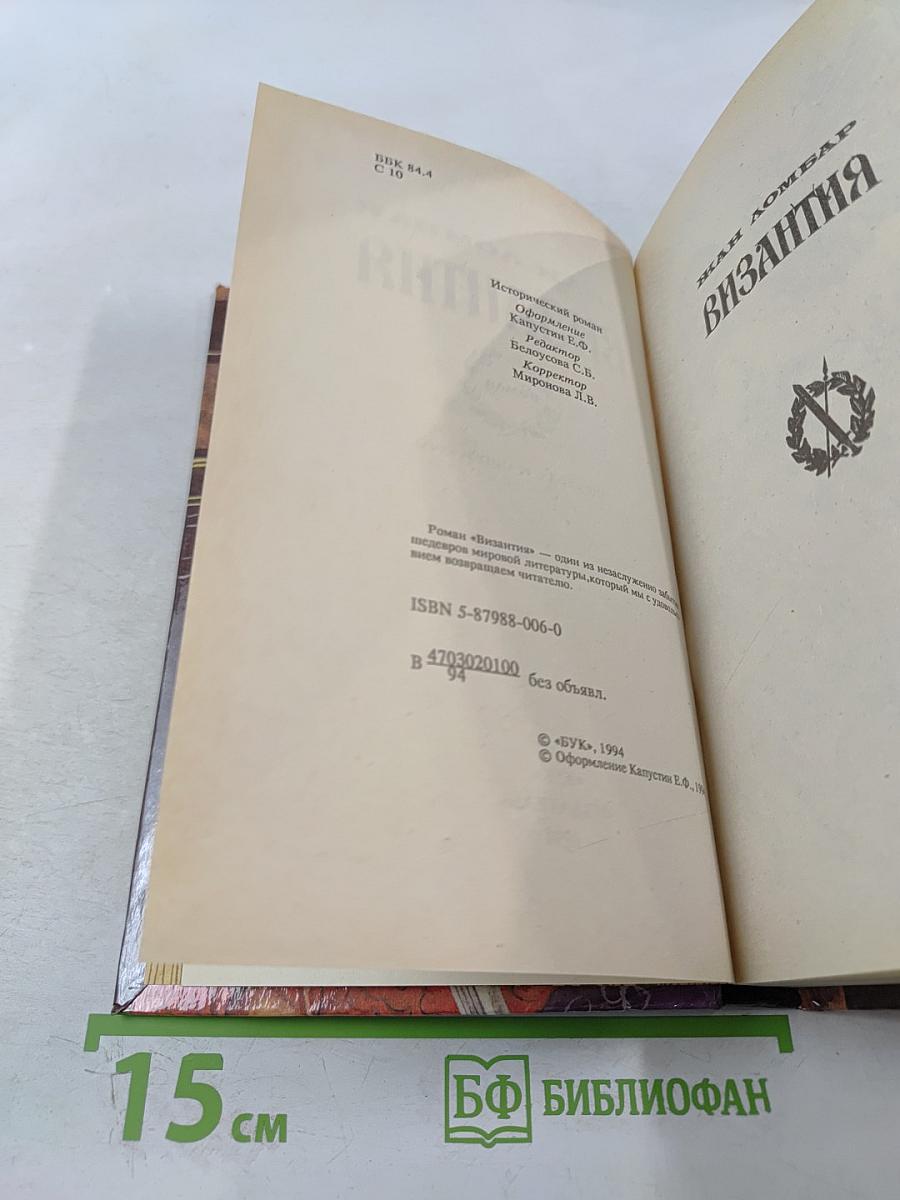 ББК 84.4
С 10
Исторический роман
Оформление
Капустин Е.Ф.
Редактор
Белоусова С.Б.
Корректор
Миронова Л.В.
Роман «Византия» — один из незаслуженно
шедевров мировой литературы,который мы с
вием возвращаем читателю.
ISBN 5-87988-006-0
В 4703020100
94
без объявл.
© «БУК», 1994
© Оформление Капустин Е.Ф.,
ЖАН ЛОМБАР
ВИЗАНТИЯ
15 см
БФ БИБЛИОФАН